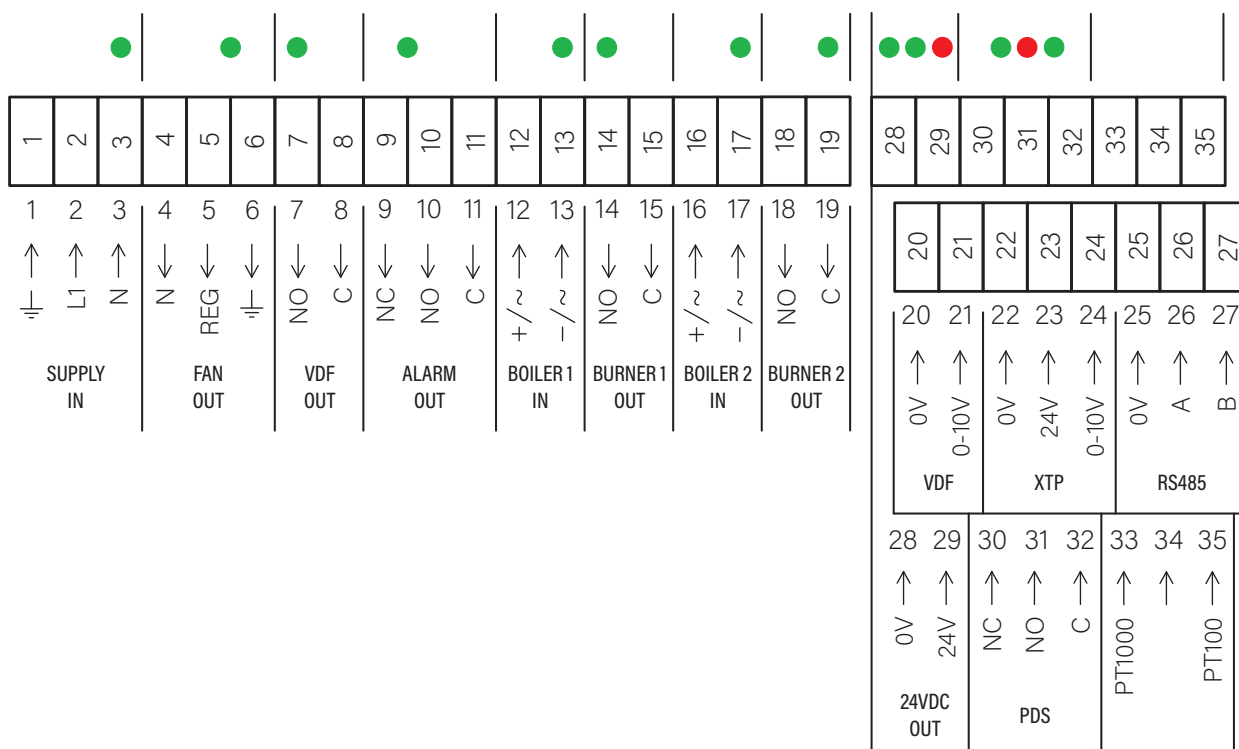 1 2 3 4 5 6 7 8 9 10 11 12 13 14 15 16 17 18 19
28 29 30 31 32 33 34 35
1 2 3 4 5 6 7 8 9 10 11 12 13 14 15 16 17 18 19
L1 N N REG NO C NC NO C +/~ -/~ NO C +/~ -/~ NO C
SUPPLY IN
FAN OUT
VDF OUT
ALARM OUT
BOILER 1 IN
BURNER 1 OUT
BOILER 2 IN
BURNER 2 OUT
20 21 22 23 24 25 26 27
20 21 22 23 24 25 26 27
0V 0-10V 0V 24V 0-10V 0V A B
VDF XTP RS485
28 29 30 31 32 33 34 35
0V 24V NC NO C PT1000 PT100
24VDC OUT
PDS